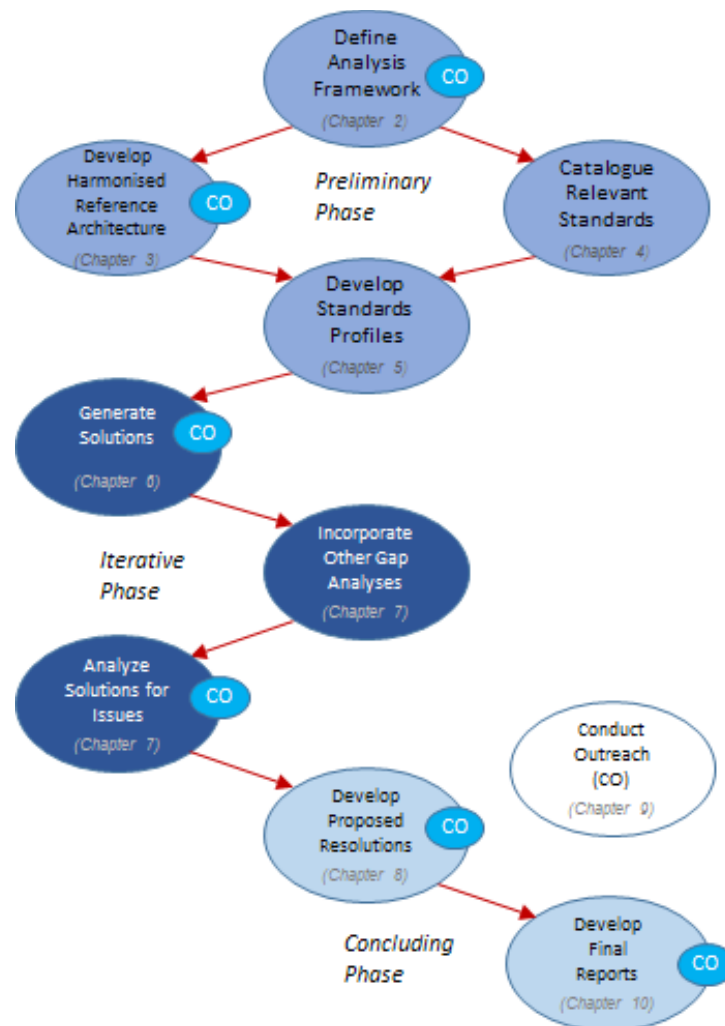 Define
Analysis
Framework
(Chapter 2)
CO
Develop
Harmonised
Reference
Architecture
(Chapter 3)
CO
Preliminary
Phase
Catalogue
Relevant
Standards
(Chapter 4)
Develop
Standards
Profiles
(Chapter 5)
Generate
Solutions
(Chapter 6)
CO
Incorporate
Other Gap
Analyses
(Chapter 7)
Iterative
Phase
Analyze
Solutions for
Issues
(Chapter 7)
CO
Conduct
Outreach
(CO)
(Chapter 9)
Develop
Proposed
Resolutions
(Chapter 8)
CO
Concluding
Phase
Develop
Final
Reports
(Chapter 10)
CO